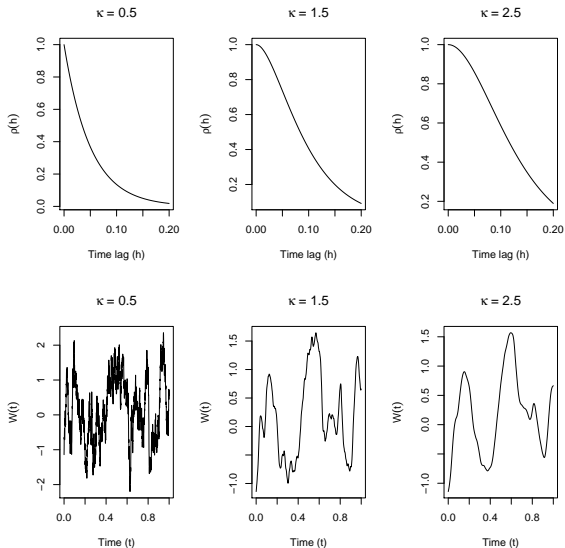 κ = 0.5
κ = 1.5
κ = 2.5
ρ(h)
1.0
0.8
0.6
0.4
0.2
0.0
0.00 0.10 0.20
Time lag (h)
ρ(h)
1.0
0.8
0.6
0.4
0.2
0.00 0.10 0.20
Time lag (h)
ρ(h)
1.0
0.8
0.6
0.4
0.2
0.00 0.10 0.20
Time lag (h)
κ = 0.5
κ = 1.5
κ = 2.5
W(t)
2
1
0
−1
−2
0.0 0.4 0.8
Time (t)
W(t)
1.5
1.0
0.5
0.0
−1.0
0.0 0.4 0.8
Time (t)
W(t)
1.5
1.0
0.5
0.0
−1.0
0.0 0.4 0.8
Time (t)